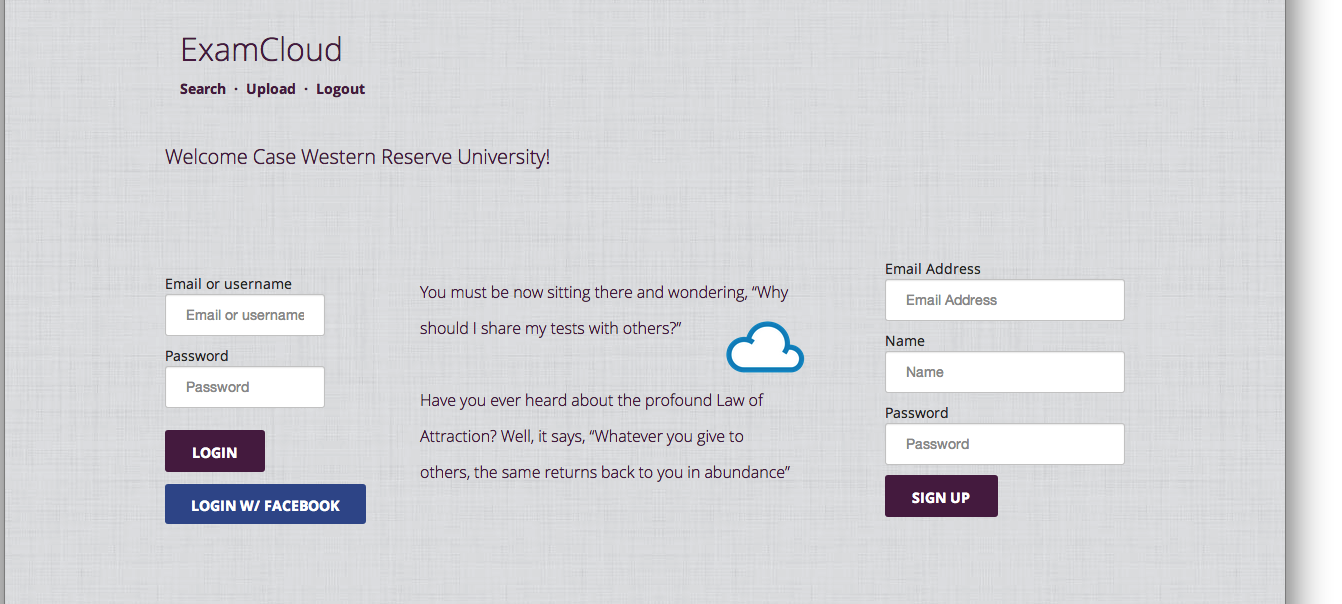 ExamCloud
Search · Upload · Logout
Welcome Case Western Reserve University!
Email or username
Email or username
Password
Password
LOGIN
LOGIN W/ FACEBOOK
You must be now sitting there and wondering, “Why
should I share my tests with others?”
Have you ever heard about the profound Law of
Attraction? Well, it says, “Whatever you give to
others, the same returns back to you in abundance”
Email Address
Email Address
Name
Name
Password
Password
SIGN UP